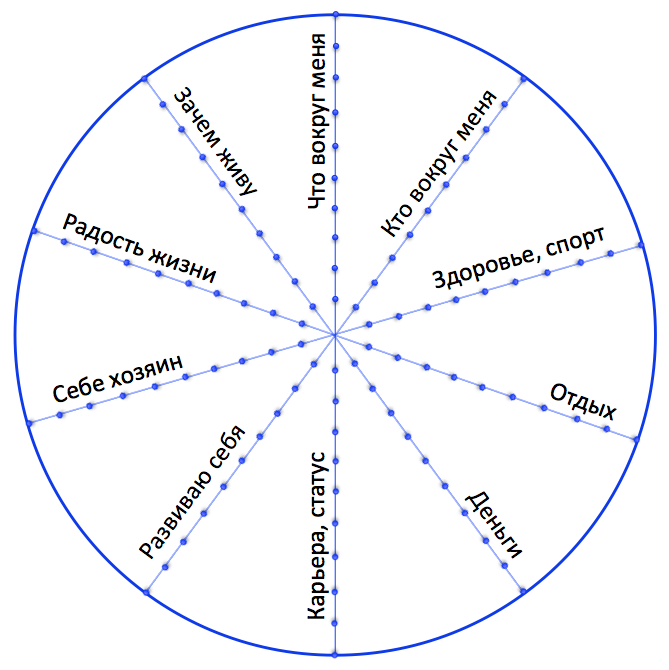 Что вокруг меня
Кто вокруг меня
Здоровье, спорт
Отдых
Деньги
Карьера, статус
Развиваю себя
Себе хозяин
Радость жизни
Зачем живу